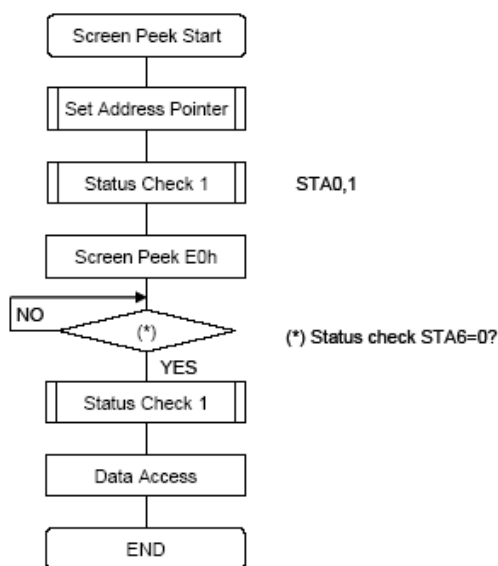 Screen Peek Start
Set Address Pointer
Status Check 1
STA0,1
Screen Peek E0h
NO
(*)
(*) Status check STA6=0?
YES
Status Check 1
Data Access
END